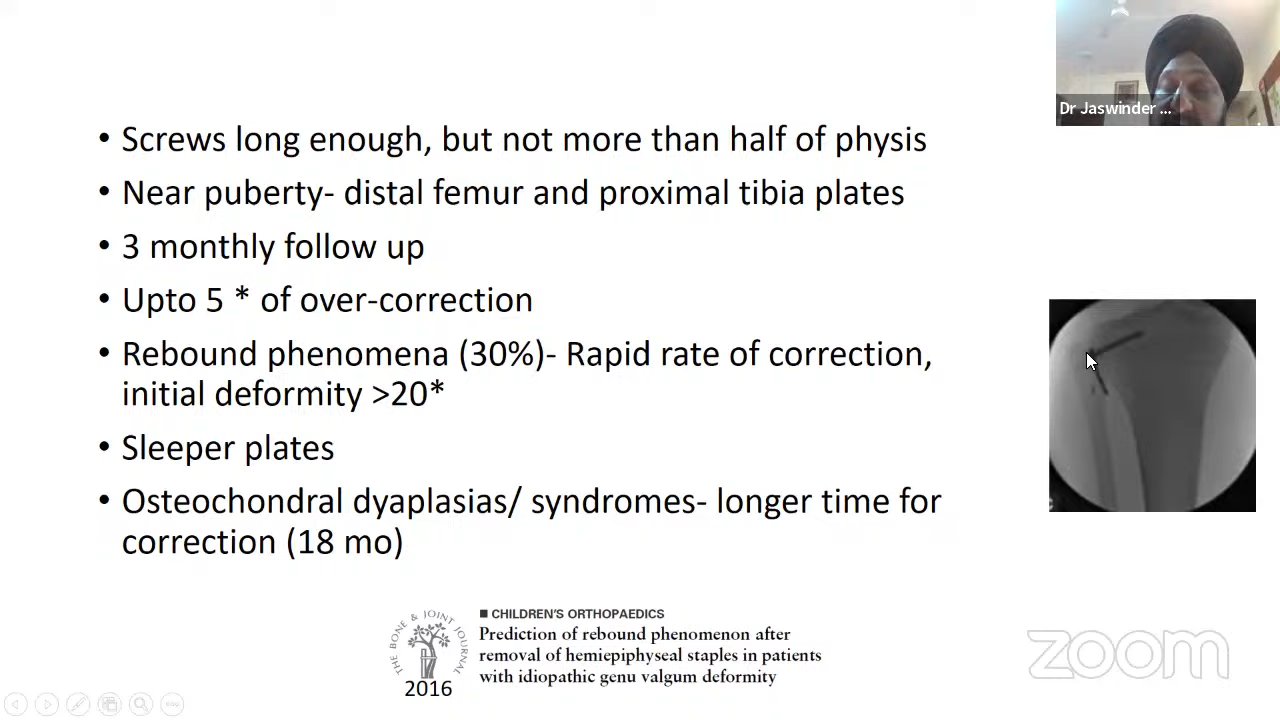 Dr Jaswinder ...
• Screws long enough, but not more than half of physis
• Near puberty- distal femur and proximal tibia plates
• 3 monthly follow up
• Upto 5 * of over-correction
• Rebound phenomena (30%)- Rapid rate of correction,
initial deformity >20*
• Sleeper plates
• Osteochondral dyaplasias/ syndromes- longer time for
correction (18 mo)
THE BONE & JOINT JOURNAL
2016
■ CHILDREN'S ORTHOPAEDICS
Prediction of rebound phenomenon after
removal of hemiepiphyseal staples in patients
with idiopathic genu valgum deformity
zoom